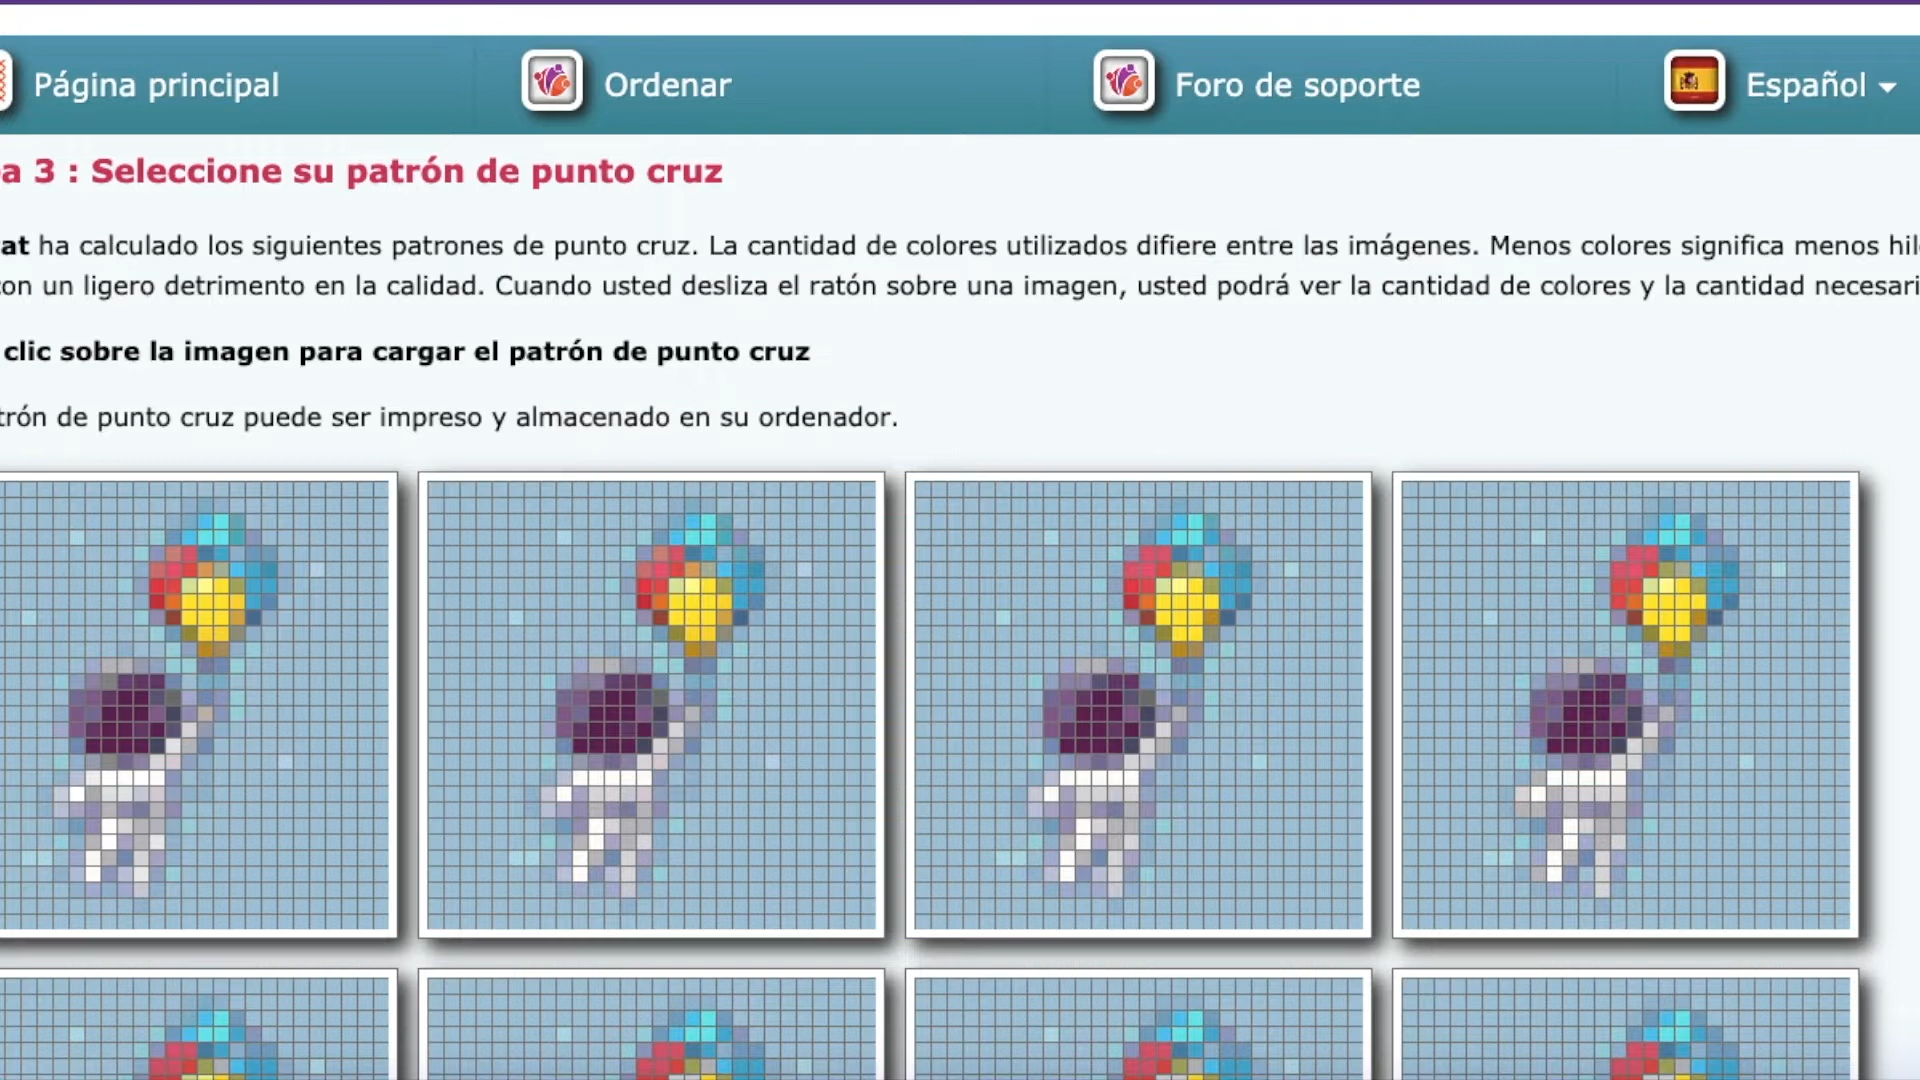 Página principal
Ordenar
Foro de soporte
Español
a 3 : Seleccione su patrón de punto cruz
at ha calculado los siguientes patrones de punto cruz. La cantidad de colores utilizados difiere entre las imágenes. Menos colores significa menos
un ligero detrimento en la calidad. Cuando usted desliza el ratón sobre una imagen, usted podrá ver la cantidad de colores y la cantidad
clic sobre la imagen para cargar el patrón de punto cruz
de punto cruz puede ser impreso y almacenado en su ordenador.